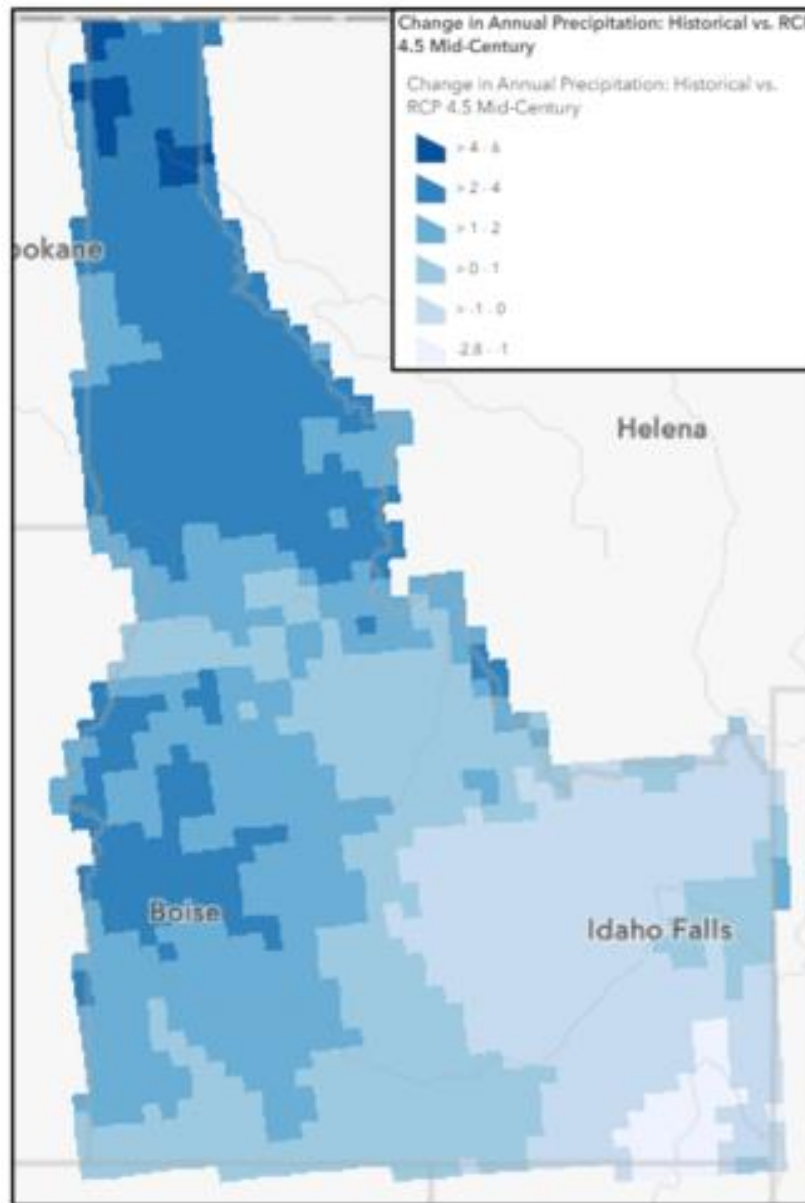 Change in Annual Precipitation: Historical vs. RCP
4.5 Mid-Century
Change in Annual Precipitation: Historical vs.
RCP 4.5 Mid-Century
> 4 - 6
> 2 - 4
> 1 - 2
> 0 - 1
> -1 - 0
-2.8 - -1
pokane
Helena
Boise
Idaho Falls